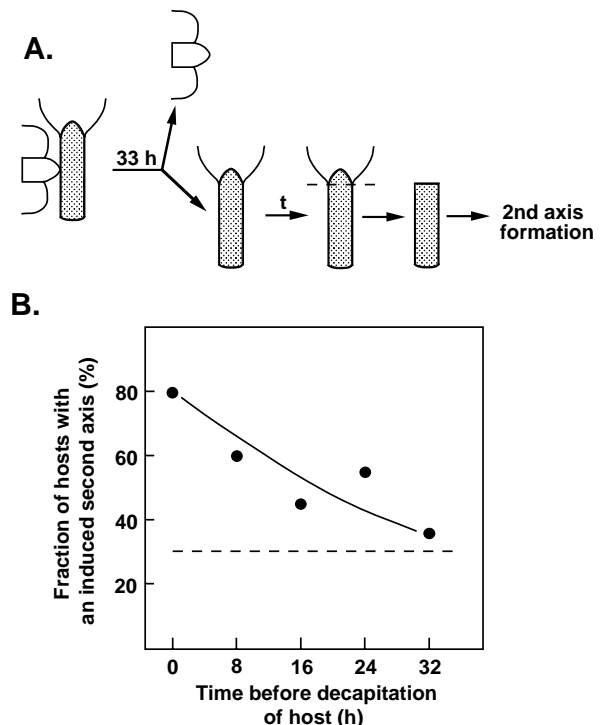 A.
33 h
t
2nd axis
formation
B.
Fraction of hosts with
an induced second axis (%)
80
60
40
20
0 8 16 24 32
Time before decapitation
of host (h)